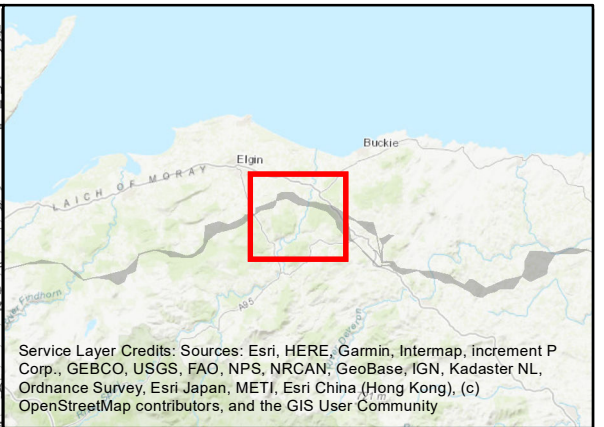 Buckie
Elgin
LAICH OF MORAY
Findhorn
A95
Deveron
Service Layer Credits: Sources: Esri, HERE, Garmin, Intermap, increment P
Corp., GEBCO, USGS, FAO, NPS, NRCAN, GeoBase, IGN, Kadaster NL,
Ordnance Survey, Esri Japan, METI, Esri China (Hong Kong), (c)
OpenStreetMap contributors, and the GIS User Community